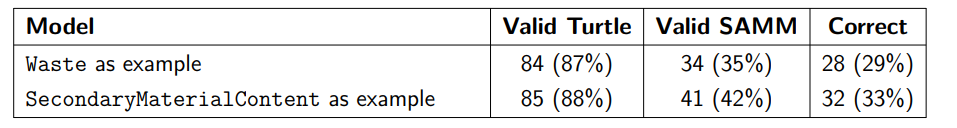 Model Valid Turtle Valid SAMM Correct
Waste as example 84 (87%) 34 (35%) 28 (29%)
SecondaryMaterialContent as example 85 (88%) 41 (42%) 32 (33%)